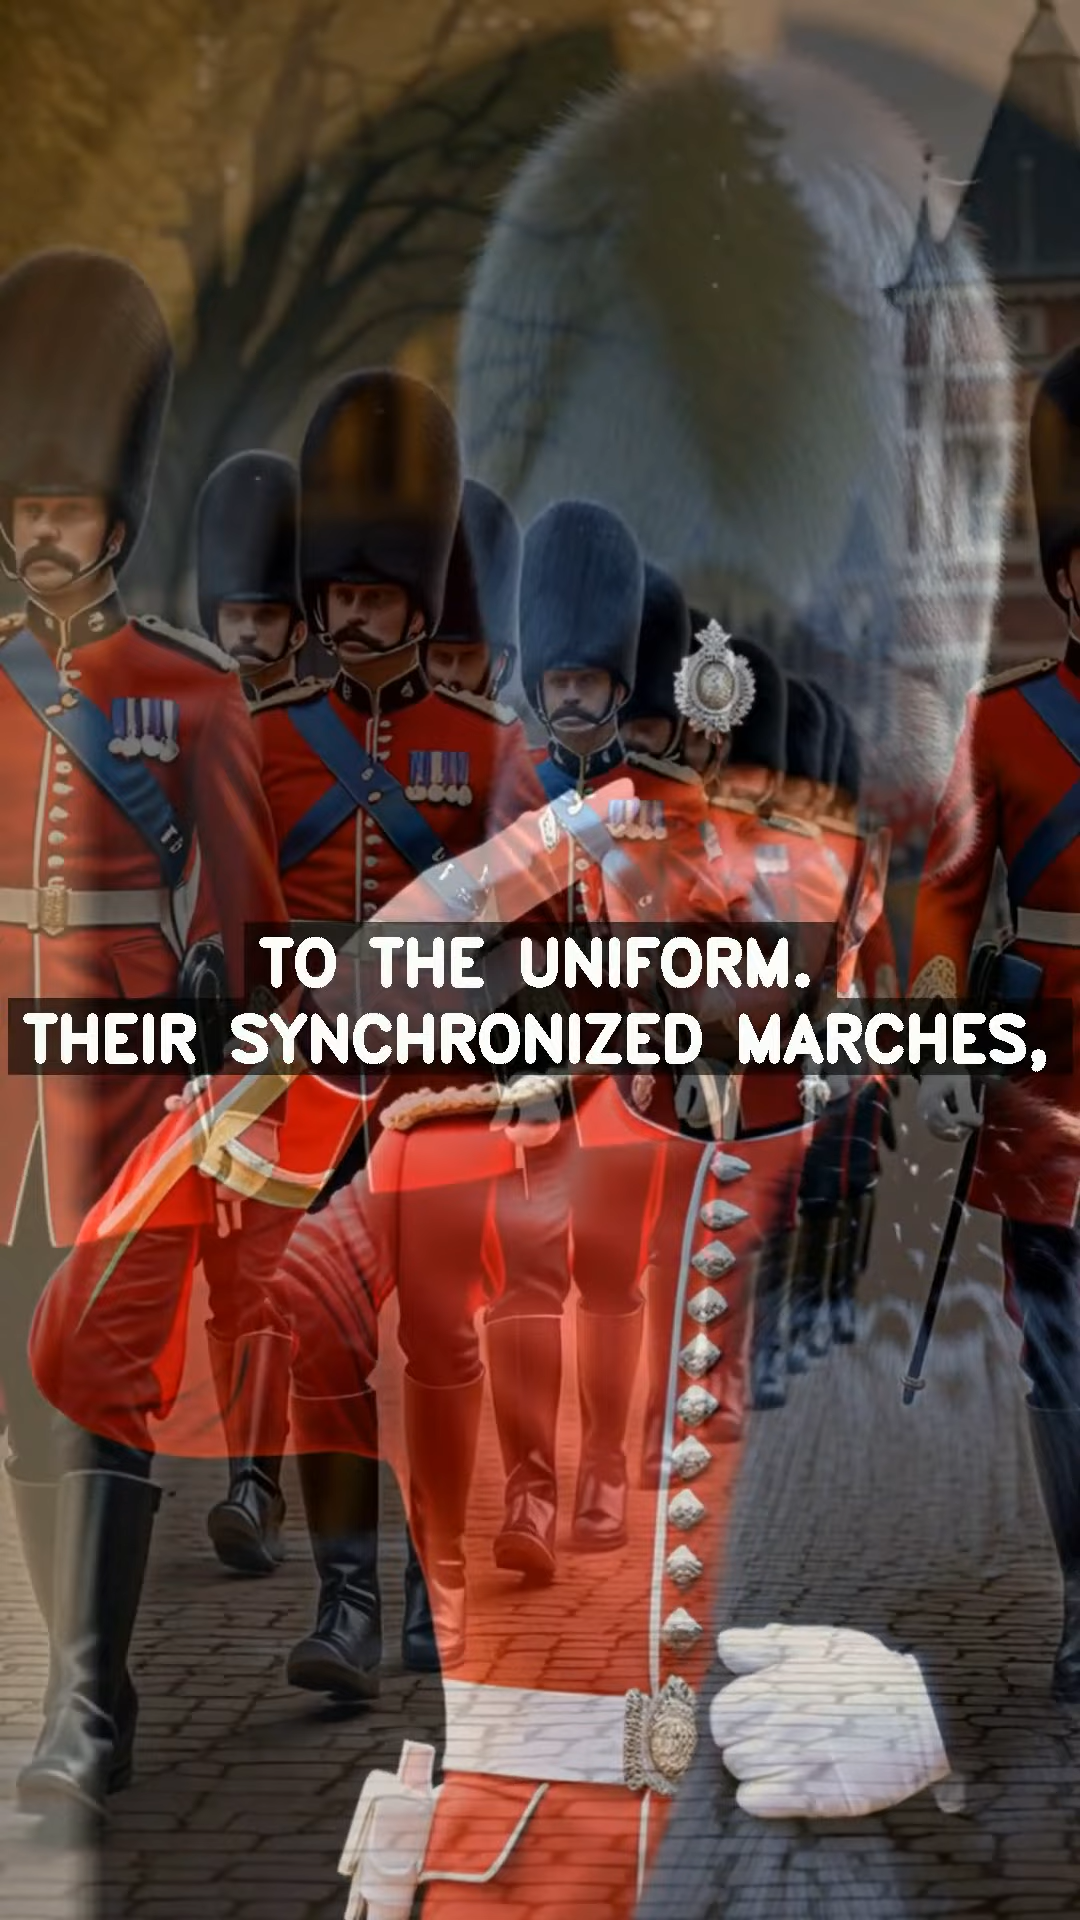 TO THE UNIFORM.
THEIR SYNCHRONIZED MARCHES,